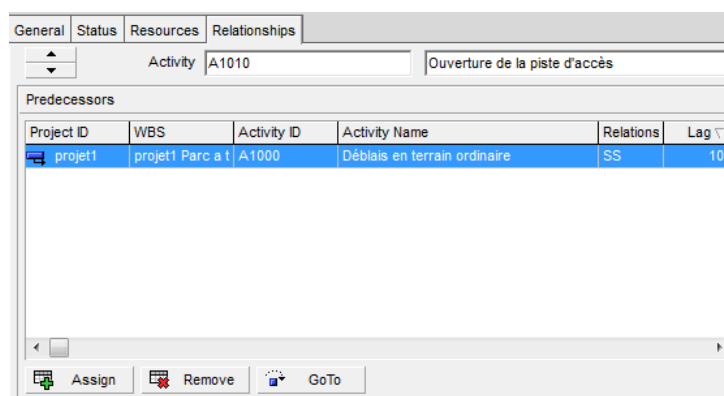 General Status Resources Relationships
Activity A1010 Ouverture de la piste d'accès
Predecessors
Project ID WBS Activity ID Activity Name Relations Lag
projet1 projet1 Parc a t A1000 Déblais en terrain ordinaire SS 10
Assign Remove GoTo